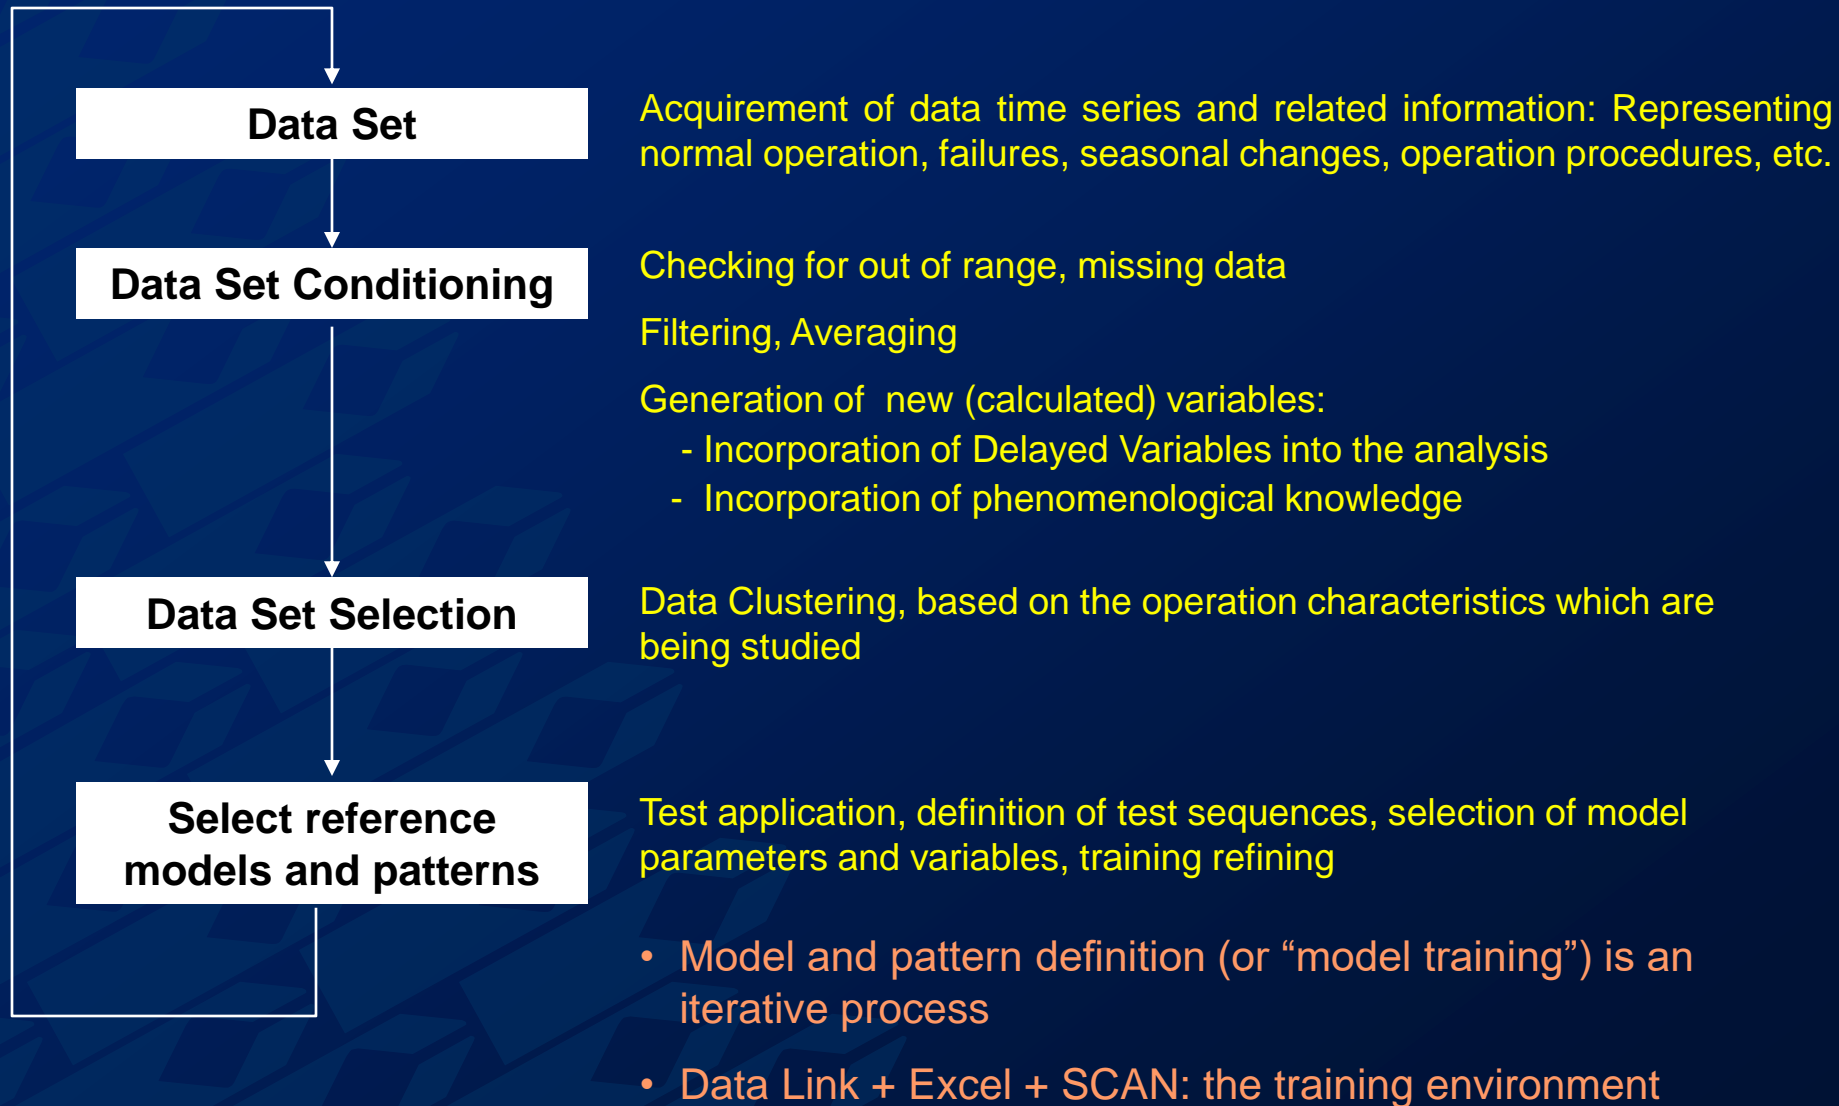 Data Set
Acquirement of data time series and related information: Representing
normal operation, failures, seasonal changes, operation procedures, etc.
Data Set Conditioning
Checking for out of range, missing data
Filtering, Averaging
Generation of new (calculated) variables:
- Incorporation of Delayed Variables into the analysis
- Incorporation of phenomenological knowledge
Data Set Selection
Data Clustering, based on the operation characteristics which are
being studied
Select reference
models and patterns
Test application, definition of test sequences, selection of model
parameters and variables, training refining
• Model and pattern definition (or “model training”) is an
iterative process
• Data Link + Excel + SCAN: the training environment